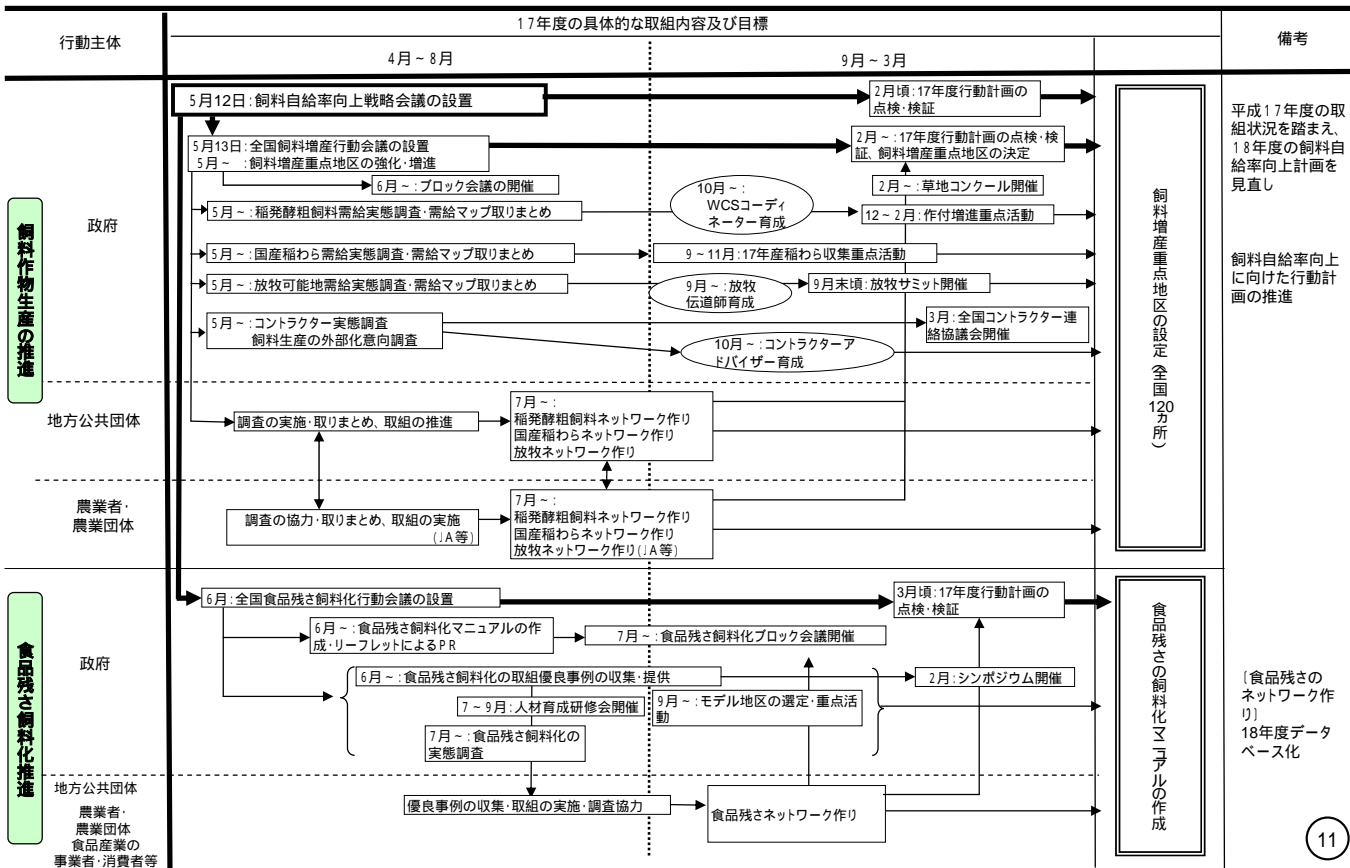 行動主体
17年度の具体的な取組内容及び目標
4月～8月
9月～3月
備考
飼料作物生産の推進
政府
5月12日:飼料自給率向上戦略会議の設置
2月頃:17年度行動計画の
点検・検証
5月13日:全国飼料増産行動会議の設置
5月～　:飼料増産重点地区の強化・増進
2月～:17年度行動計画の点検・検
証、飼料増産重点地区の決定
6月～:ブロック会議の開催
10月～:
WCSコーディ
ネーター育成
2月～:草地コンクール開催
5月～:稲発酵粗飼料需給実態調査・需給マップ取りまとめ
12～2月:作付増進重点活動
5月～:国産稲わら需給実態調査・需給マップ取りまとめ
9～11月:17年産稲わら収集重点活動
5月～:放牧可能地需給実態調査・需給マップ取りまとめ
9月～:放牧
伝道師育成
9月末頃:放牧サミット開催
5月～:コントラクター実態調査
飼料生産の外部化意向調査
3月:全国コントラクター連
絡協議会開催
10月～:コントラクターア
ドバイザー育成
地方公共団体
調査の実施・取りまとめ、取組の推進
7月～:
稲発酵粗飼料ネットワーク作り
国産稲わらネットワーク作り
放牧ネットワーク作り
農業者・
農業団体
調査の協力・取りまとめ、取組の実施
(JA等)
7月～:
稲発酵粗飼料ネットワーク作り
国産稲わらネットワーク作り
放牧ネットワーク作り(JA等)
飼料増産重点地区の設定(全国120ヵ所)
平成17年度の取
組状況を踏まえ、
18年度の飼料自
給率向上計画を
見直し
飼料自給率向上
に向けた行動計
画の推進
食品残さ飼料化推進
政府
6月:全国食品残さ飼料化行動会議の設置
3月頃:17年度行動計画の
点検・検証
6月～:食品残さ飼料化マニュアルの作
成・リーフレットによるPR
7月～:食品残さ飼料化ブロック会議開催
6月～:食品残さ飼料化の取組優良事例の収集・提供
2月:シンポジウム開催
7～9月:人材育成研修会開催
9月～:モデル地区の選定・重点活
動
7月～:食品残さ飼料化の
実態調査
地方公共団体
農業者・
農業団体
食品産業の
事業者・消費者等
優良事例の収集・取組の実施・調査協力
食品残さネットワーク作り
食品残さの飼料化マニュアルの作成
［食品残さの
ネットワーク作
り］
18年度データ
ベース化
11